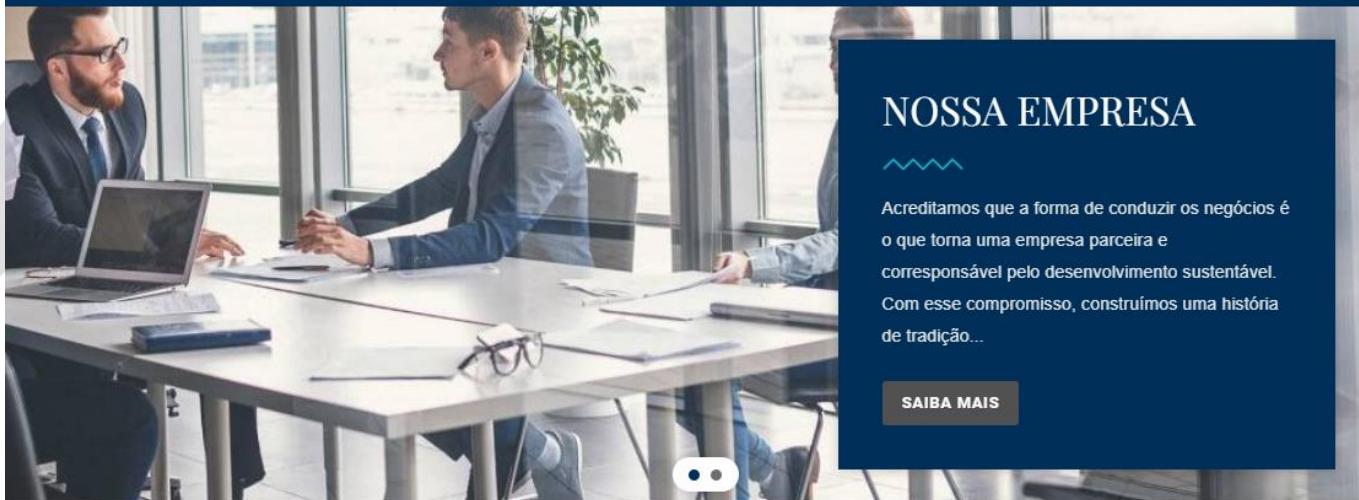 NOSSA EMPRESA
Acreditamos que a forma de conduzir os negócios é
o que torna uma empresa parceira e
corresponsável pelo desenvolvimento sustentável.
Com esse compromisso, construímos uma história
de tradição...
SAIBA MAIS